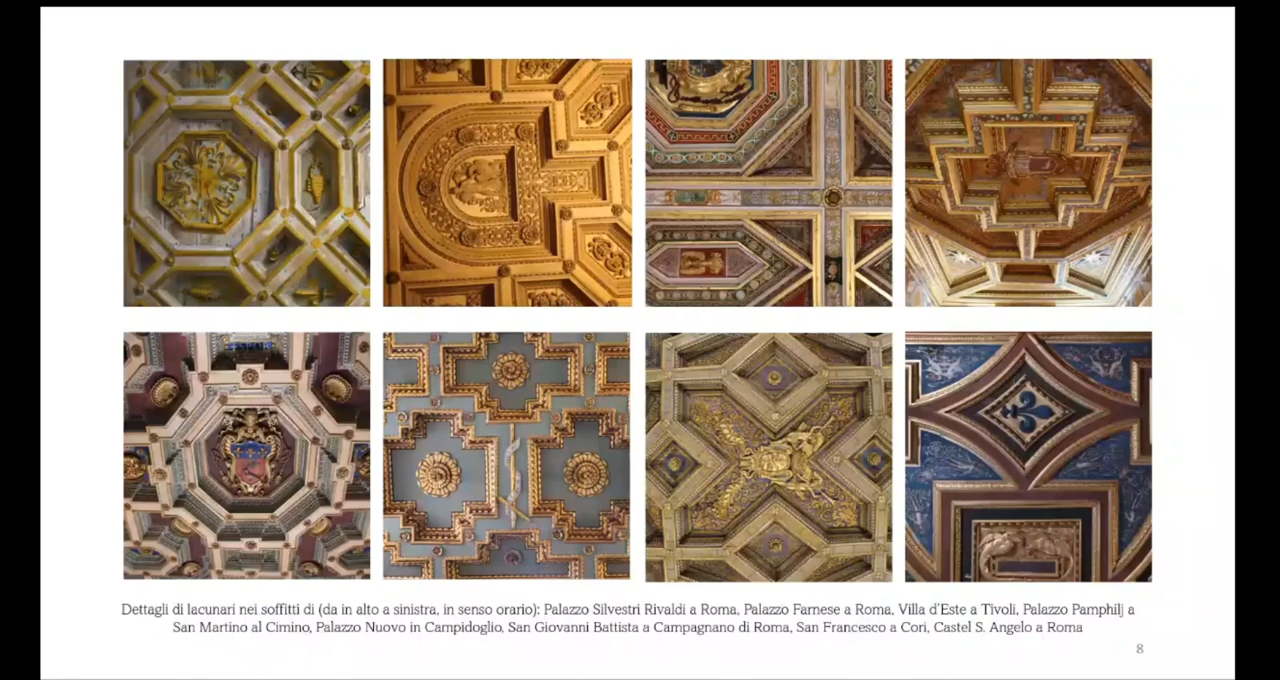 Dettagli di lacunari nei soffitti di (da in alto a sinistra, in senso orario): Palazzo Silvestri Rivaldi a Roma, Palazzo Farnese a Roma, Villa d'Este a Tivoli, Palazzo Pamphilj a
San Martino al Cimino, Palazzo Nuovo in Campidoglio, San Giovanni Battista a Campagnano di Roma, San Francesco a Cori, Castel S. Angelo a Roma
8